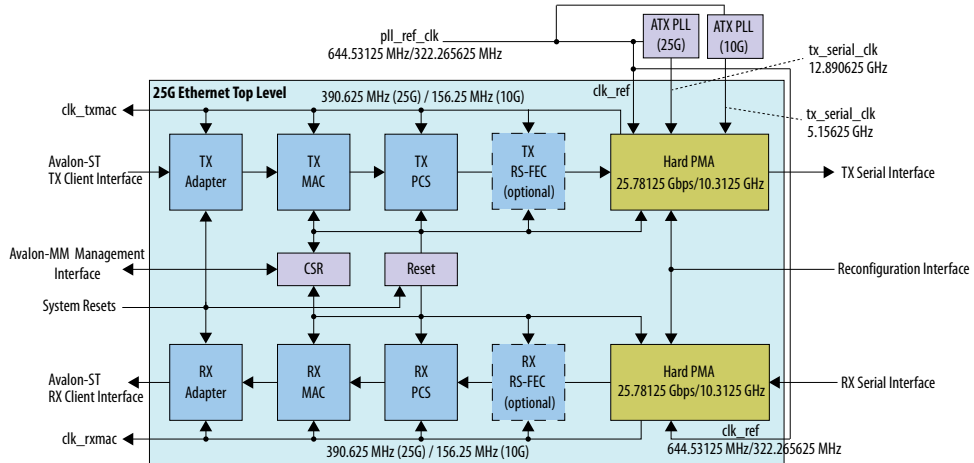 ATX PLL
(25G)
ATX PLL
(10G)
pll_ref_clk
644.53125 MHz/322.265625 MHz
tx_serial_clk
12.890625 GHz
25G Ethernet Top Level
390.625 MHz (25G) / 156.25 MHz (10G)
clk_ref
clk_txmac
tx_serial_clk
5.15625 GHz
Avalon-ST
TX Client Interface
TX
Adapter
TX
MAC
TX
PCS
TX
RS-FEC
(optional)
Hard PMA
25.78125 Gbps/10.3125 GHz
TX Serial Interface
Avalon-MM Management
Interface
CSR
Reset
Reconfiguration Interface
System Resets
Avalon-ST
RX Client Interface
RX
Adapter
RX
MAC
RX
PCS
RX
RS-FEC
(optional)
Hard PMA
25.78125 Gbps/10.3125 GHz
RX Serial Interface
clk_rxmac
390.625 MHz (25G) / 156.25 MHz (10G)
clk_ref
644.53125 MHz/322.265625 MHz